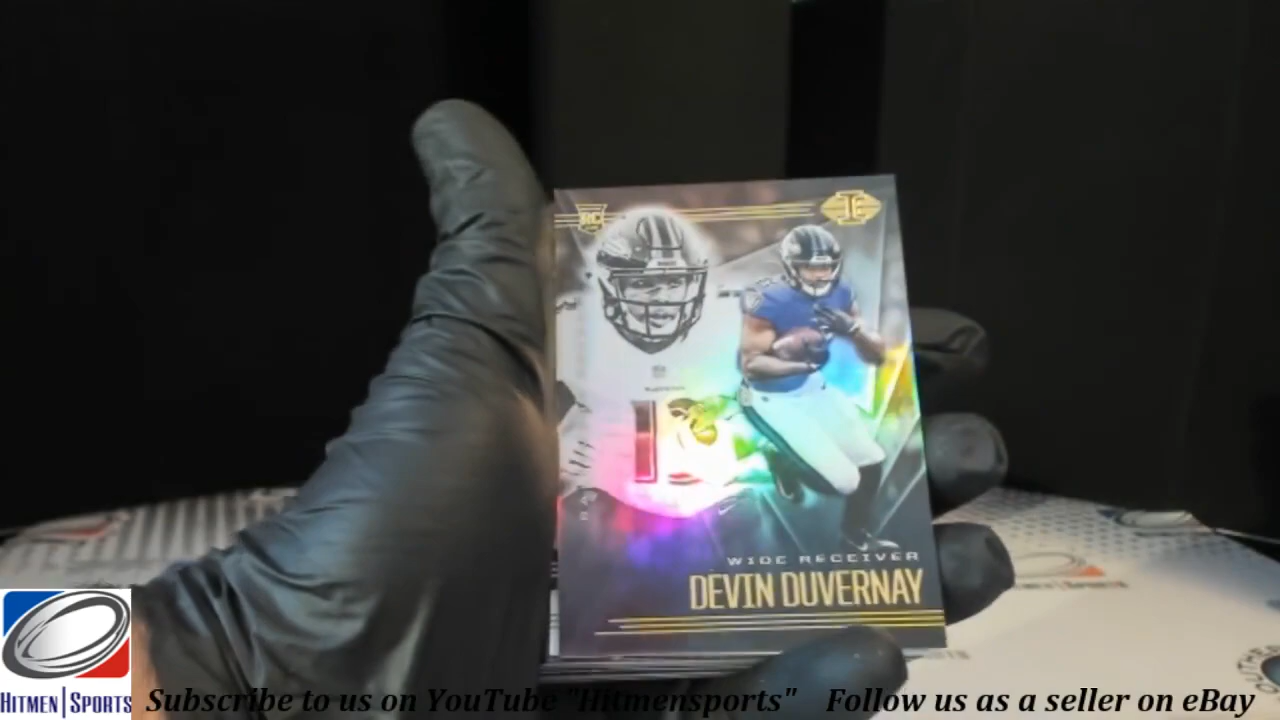 RC
WIDE RECEIVER
DEVIN DUVERNAY
HITMEN|SPORTS
Subscribe to us on YouTube "Hitmensports" Follow us as a seller on eBay